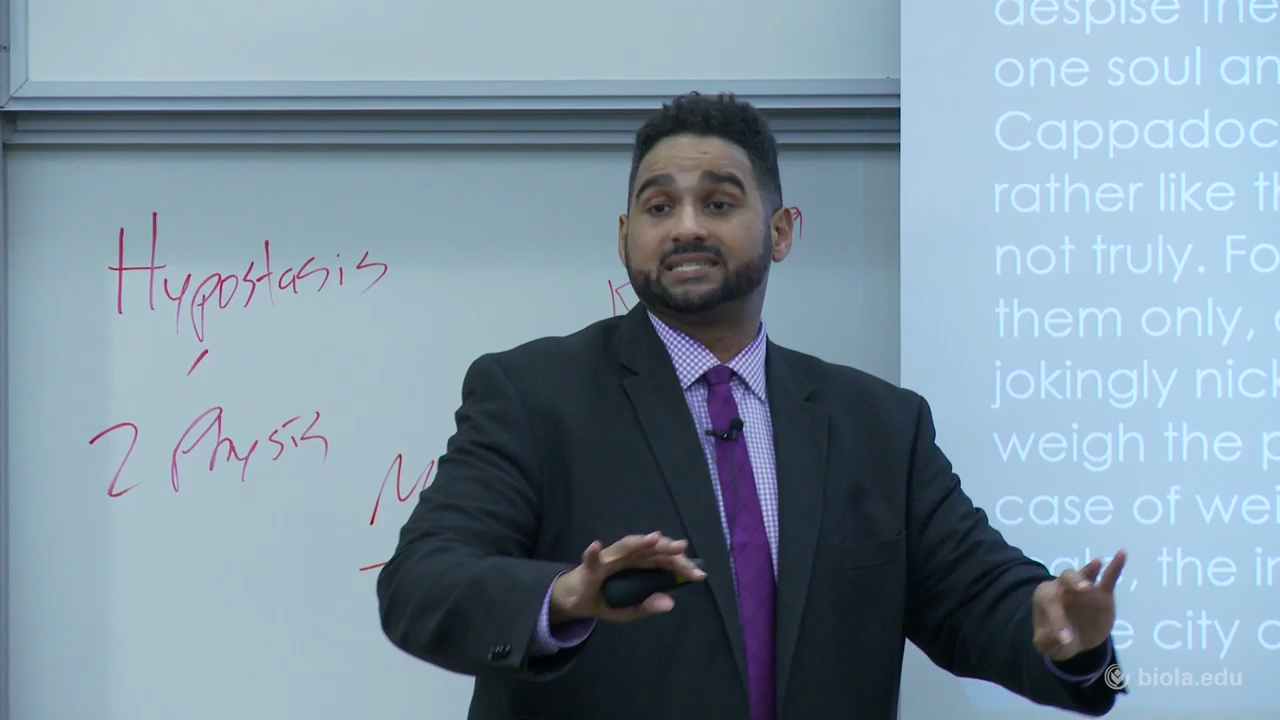 Hypostasis
2 Physis
despise the
one soul an
Cappadoc
rather like th
not truly. Fo
them only,
jokingly nick
weigh the p
case of wei
, the in
e city
biola.edu